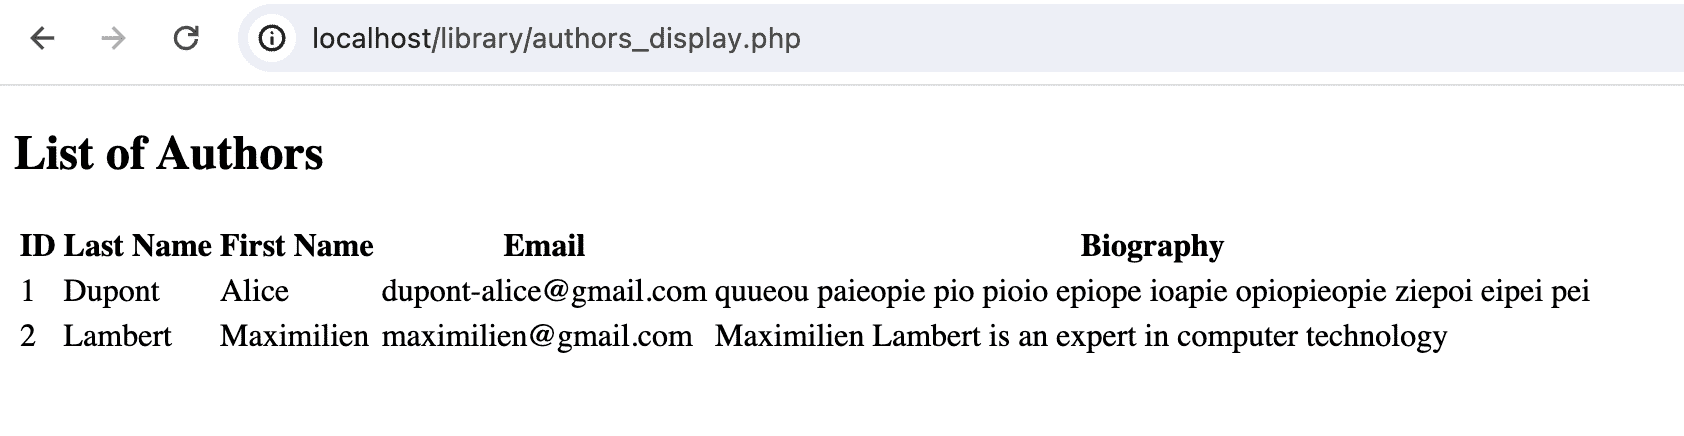 localhost/library/authors_display.php
List of Authors
ID Last Name First Name Email Biography
1 Dupont Alice dupont-alice@gmail.com quueou paieopie pio pioio epiope ioapie opiopieopie ziepoi eipei pei
2 Lambert Maximilien maximilien@gmail.com Maximilien Lambert is an expert in computer technology